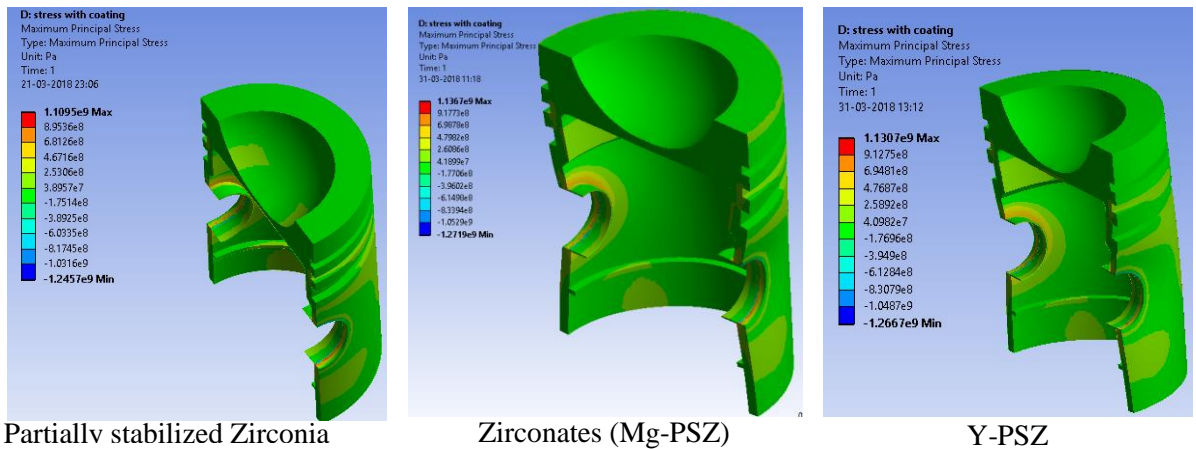 D: stress with coating
Maximum Principal Stress
Type: Maximum Principal Stress
Unit: Pa
Time: 1
21-03-2018 23:06
1.1095e9 Max
8.9536e8
6.8126e8
4.6716e8
2.5306e8
3.8957e7
-1.7514e8
-3.8925e8
-6.0335e8
-8.1745e8
-1.0316e9
-1.2457e9 Min
Partially stabilized Zirconia
D: stress with coating
Maximum Principal Stress
Type: Maximum Principal Stress
Unit: Pa
Time: 1
31-03-2018 11:18
1.1367e9 Max
9.1773e8
6.9878e8
4.7982e8
2.6086e8
4.1899e7
-1.7706e8
-3.9602e8
-6.1498e8
-8.3394e8
-1.0529e9
-1.2719e9 Min
Zirconates (Mg-PSZ)
D: stress with coating
Maximum Principal Stress
Type: Maximum Principal Stress
Unit: Pa
Time: 1
31-03-2018 13:12
1.1307e9 Max
9.1275e8
6.9481e8
4.7687e8
2.5892e8
4.0982e7
-1.7696e8
-3.949e8
-6.1284e8
-8.3079e8
-1.0487e9
-1.2667e9 Min
Y-PSZ